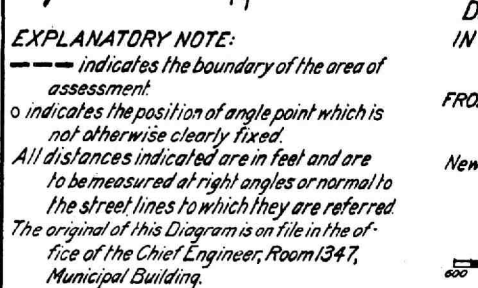 EXPLANATORY NOTE:
indicates the boundary of the area of
assessment.
o indicates the position of angle point which is
not otherwise clearly fixed.
All distances indicated are in feet and are
to be measured at right angles or normal to
the street lines to which they are referred.
The original of this Diagram is on file in the of-
fice of the Chief Engineer, Room 1347,
Municipal Building.
D
IN
FRO
New
600